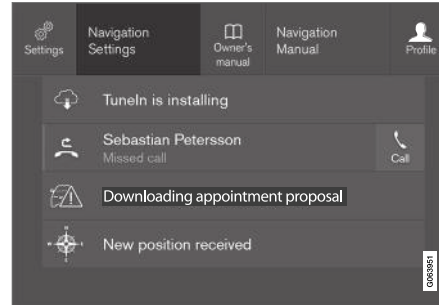 Settings
Navigation
Settings
Owner's
manual
Navigation
Manual
Profile
TuneIn is installing
Sebastian Petersson
Missed call
Call
Downloading appointment proposal
New position received
G063951